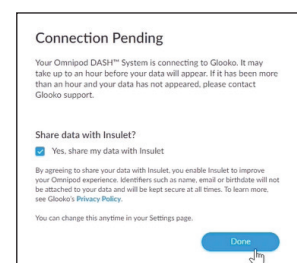 Connection Pending
Your Omnipod DASH™ System is connecting to Glooko. It may
take up to an hour before your data will appear. If it has been more
than an hour and your data has not appeared, please contact
Glooko support.
Share data with Insulet?
Yes, share my data with Insulet
By agreeing to share your data with Insulet, you enable Insulet to improve
your Omnipod experience. Identifiers such as name, email or birthdate will not
be attached to your data and will be kept secure at all times. To learn more,
see Glooko's Privacy Policy.
You can change this anytime in your Settings page.
Done